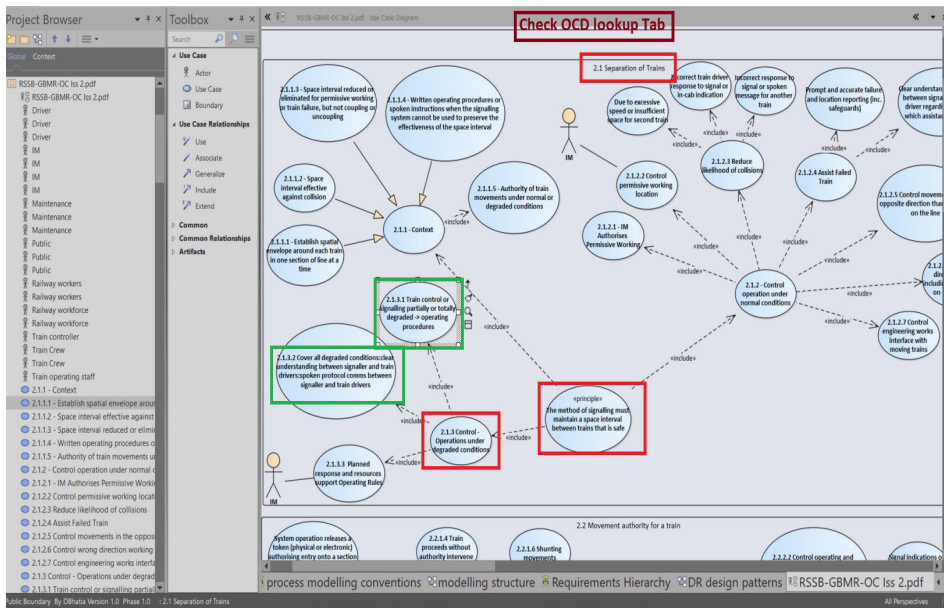 Project Browser
Toolbox
RSSB-GBMR-OC Iss 2.pdf. Use Case Diagram
Check OCD lookup Tab
Search
Global Context
RSSB-GBMR-OC Iss 2.pdf
RSSB-GBMR-OC Iss 2.pdf
Driver
Driver
Driver
IM
IM
IM
IM
Maintenance
Maintenance
Maintenance
Public
Public
Public
Railway workers
Railway workers
Railway workforce
Railway workforce
Train controller
Train Crew
Train Crew
Train operating staff
2.1.1 - Context
2.1.1.1 - Establish spatial envelope arou
2.1.1.2 - Space interval effective against
2.1.1.3 - Space interval reduced or elimi
2.1.1.4 - Written operating procedures o
2.1.1.5 - Authority of train movements u
2.1.2 - Control operation under normal c
2.1.2.1 - IM Authorises Permissive Worki
2.1.2.2 Control permissive working locati
2.1.2.3 Reduce likelihood of collisions
2.1.2.4 Assist Failed Train
2.1.2.5 Control movements in the oppos
2.1.2.6 Control wrong direction working
2.1.2.7 Control engineering works interfa
2.1.3 Control - Operations under degrad
2.1.3.1 Train control or signalling partial
Use Case
Actor
Use Case
Boundary
Use Case Relationships
Use
Associate
Generalize
Include
Extend
Common
Common Relationships
Artifacts
2.1 Separation of Trains
2.1.1.3 - Space interval reduced or
eliminated for permissive working
or train failure, but not coupling or
uncoupling
2.1.1.4 - Written operating procedures or
spoken instructions when the signalling
system cannot be used to preserve the
effectiveness of the space interval
2.1.1.2 - Space
interval effective
against collision
2.1.1.5 - Authority of train
movements under normal or
degraded conditions
«include»
2.1.1 - Context
2.1.1.1 - Establish spatial
envelope around each train
in one section of line at a
time
IM
Due to excessive
speed or insufficient
space for second train
Incorrect train driver
response to signal or
in-cab indication
Incorrect response to
signal or spoken
message for another
train
Prompt and accurate failure
and location reporting (inc.
safeguards)
Clear understan
between signa
driver regardi
which assistan
«include»
«include»
«include»
«include»
«include»
2.1.2.3 Reduce
likelihood of collisions
2.1.2.4 Assist Failed
Train
2.1.2.2 Control
permissive working
location
2.1.2.5 Control movem
opposite direction than
on the line
2.1.2.1 - IM
Authorises
Permissive Working
«include»
«include»
«include»
«include»
«include»
2.1.2 - Control
operation under
normal conditions
«include»
«include»
2.1.2.7 Control
engineering works
interface with
moving trains
2.1.3.1 Train control or
signalling partially or totally
degraded -> operating
procedures
2.1.3.2 Cover all degraded conditions:clear
understanding between signaller and train
drivers:spoken protocol comms between
signaller and train drivers
«include»
«include»
«include»
«include»
«principle»
The method of signalling must
maintain a space interval
between trains that is safe
2.1.3 Control -
Operations under
degraded conditions
«include»
«include»
2.1.3.3 Planned
response and resources
support Operating Rules
IM
2.2 Movement authority for a train
System operation releases a
token (physical or electronic)
authorising entry onto a section
2.2.1.4 Train
proceeds without
authority intervene
2.2.1.6 Shunting
movements
2.2.2.2 Control operating and
Signal indications o
process modelling conventions
modelling structure
Requirements Hierarchy
DR design patterns
RSSB-GBMR-OC Iss 2.pdf
Public Boundary By DBhatia Version 1.0 Phase 1.0 : 2.1 Separation of Trains
All Perspectives